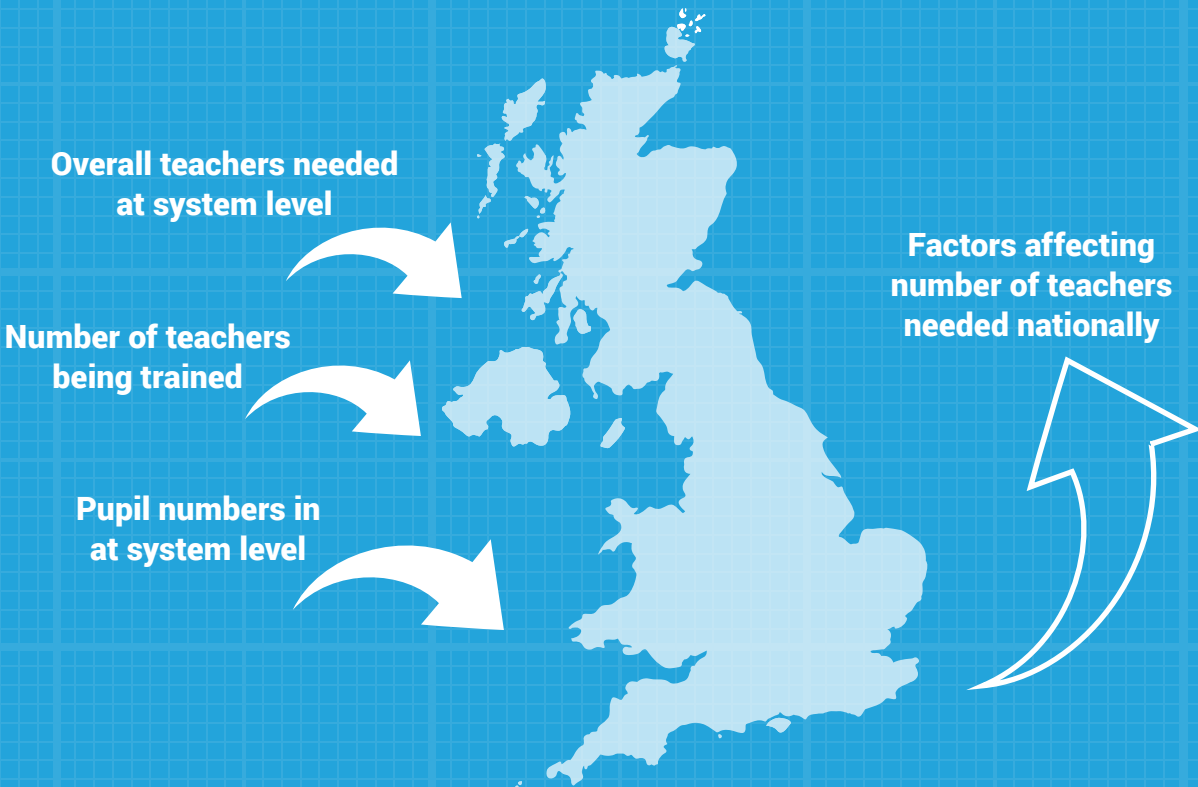 Overall teachers needed
at system level
Number of teachers
being trained
Pupil numbers in
at system level
Factors affecting
number of teachers
needed nationally